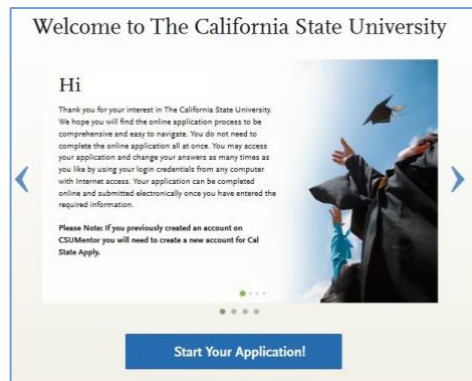 Welcome to The California State University
Hi
Thank you for your interest in The California State University.
We hope you will find the online application process to be
comprehensive and easy to navigate. You do not need to
complete the online application all at once. You may access
your application and change your answers as many times as
you like by using your login credentials from any computer
with Internet access. Your application can be completed
online and submitted electronically once you have entered the
required information.
Please Note: If you previously created an account on
CSUMentor you will need to create a new account for Cal
State Apply.
Start Your Application!